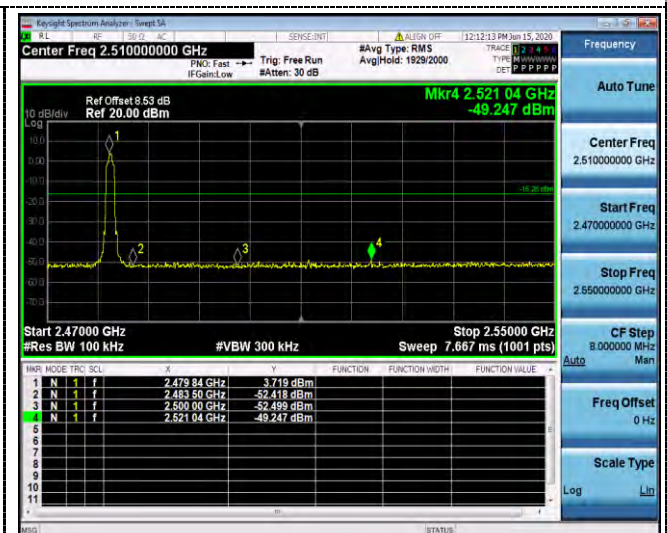 Keysight Spectrum Analyzer - Swept SA
RL RF 50 Ω AC SENSE:INT ALIGN OFF 12:12:13 PM Jun 15, 2020
Center Freq 2.510000000 GHz
PNO: Fast
IFGain:Low
Trig: Free Run
#Atten: 30 dB
#Avg Type: RMS
Avg|Hold: 1929/2000
TRACE 1 2 3 4 5 6
TYPE MWWWWW
DET P P P P P P
Frequency
Auto Tune
Center Freq
2.510000000 GHz
Start Freq
2.470000000 GHz
Stop Freq
2.550000000 GHz
CF Step
8.000000 MHz
Auto Man
Freq Offset
0 Hz
Scale Type
Log Lin
Mkr4 2.521 04 GHz
-49.247 dBm
Ref Offset 8.53 dB
10 dB/div Ref 20.00 dBm
Log
10.0
0.00
-10.0
-20.0
-30.0
-40.0
-50.0
-60.0
-70.0
1
2
3
4
-16.28 dBm
Start 2.47000 GHz Stop 2.55000 GHz
#Res BW 100 kHz #VBW 300 kHz Sweep 7.667 ms (1001 pts)
MKR MODE TRC SCL X Y FUNCTION FUNCTION WIDTH FUNCTION VALUE
1 N 1 f 2.479 84 GHz 3.719 dBm
2 N 1 f 2.483 50 GHz -52.418 dBm
3 N 1 f 2.500 00 GHz -52.499 dBm
4 N 1 f 2.521 04 GHz -49.247 dBm
5
6
7
8
9
10
11
MSG STATUS